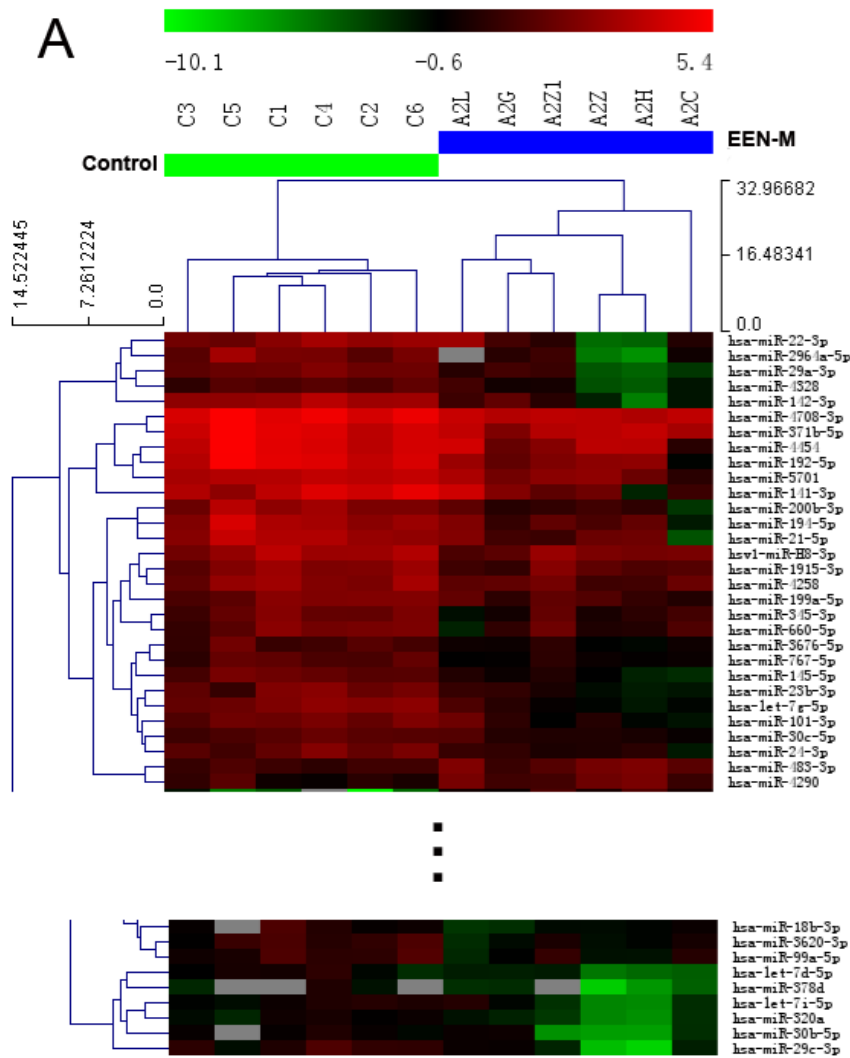 A
-10.1 -0.6 5.4
C3 C5 C1 C4 C2 C6 A2L A2G A2Z1 A2Z A2H A2C
EEN-M
Control
32.96682
16.48341
0.0
14.522445 7.2612224 0.0
hsa-miR-22-3p
hsa-miR-2964a-5p
hsa-miR-29a-3p
hsa-miR-4328
hsa-miR-142-3p
hsa-miR-4708-3p
hsa-miR-371b-5p
hsa-miR-4454
hsa-miR-192-5p
hsa-miR-5701
hsa-miR-141-3p
hsa-miR-200b-3p
hsa-miR-194-5p
hsa-miR-21-5p
hsv1-miR-H8-3p
hsa-miR-1915-3p
hsa-miR-4258
hsa-miR-199a-5p
hsa-miR-345-3p
hsa-miR-660-5p
hsa-miR-3676-5p
hsa-miR-767-5p
hsa-miR-145-5p
hsa-miR-23b-3p
hsa-let-7g-5p
hsa-miR-101-3p
hsa-miR-30c-5p
hsa-miR-24-3p
hsa-miR-483-3p
hsa-miR-4290
hsa-miR-18b-3p
hsa-miR-3620-3p
hsa-miR-99a-5p
hsa-let-7d-5p
hsa-miR-378d
hsa-let-7i-5p
hsa-miR-320a
hsa-miR-30b-5p
hsa-miR-29c-3p